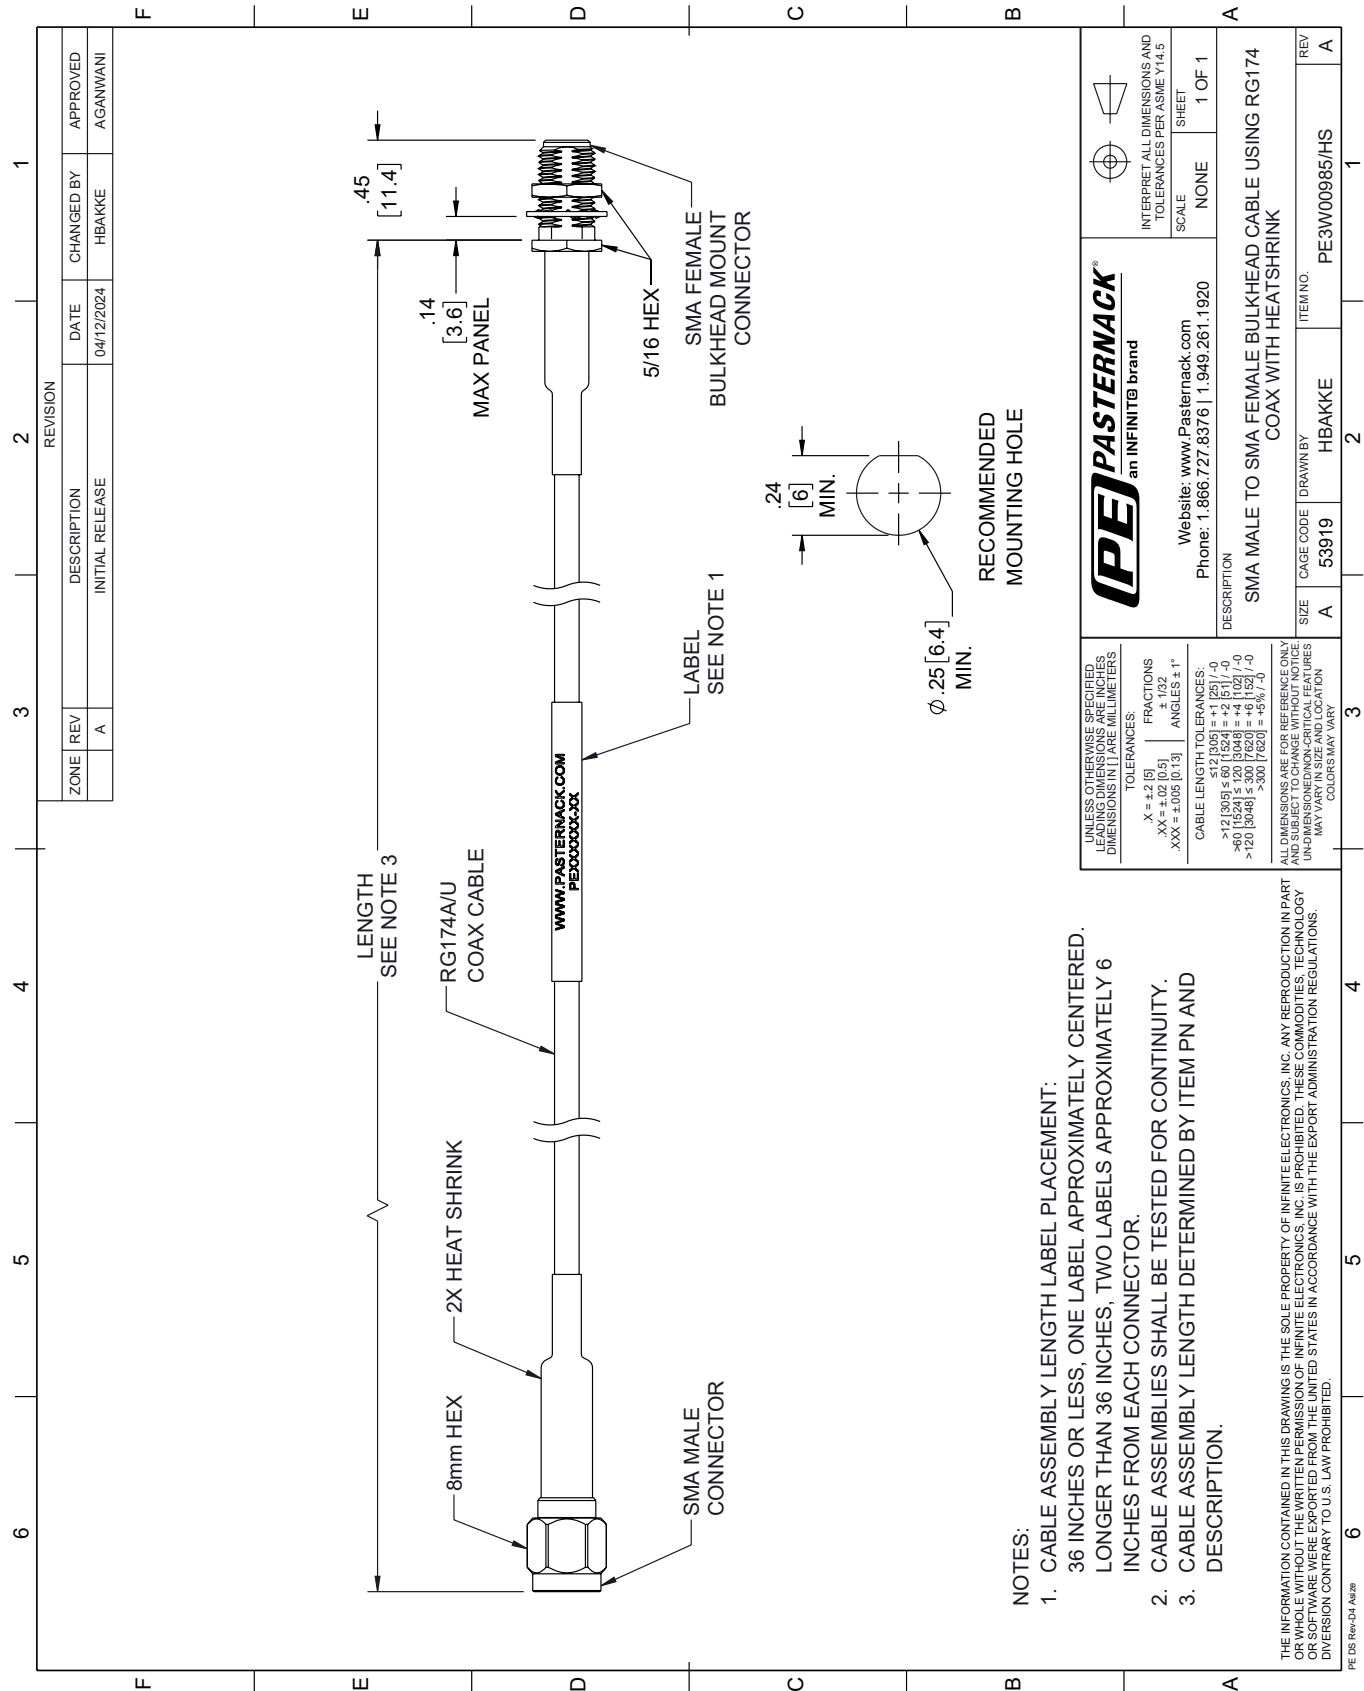 6
5
4
3
2
1
F
E
D
C
B
A
REVISION
ZONE REV DESCRIPTION DATE CHANGED BY APPROVED
A INITIAL RELEASE 04/12/2024 HBAKKE AGANWANI
LENGTH
SEE NOTE 3
.45
[11.4]
.14
[3.6]
MAX PANEL
8mm HEX
2X HEAT SHRINK
RG174A/U
COAX CABLE
WWW.PASTERNACK.COM
PEXXXXXX-XX
SMA MALE
CONNECTOR
LABEL
SEE NOTE 1
5/16 HEX
SMA FEMALE
BULKHEAD MOUNT
CONNECTOR
.24
[6]
MIN.
Ø .25 [6.4]
MIN.
RECOMMENDED
MOUNTING HOLE
NOTES:
1. CABLE ASSEMBLY LENGTH LABEL PLACEMENT:
36 INCHES OR LESS, ONE LABEL APPROXIMATELY CENTERED.
LONGER THAN 36 INCHES, TWO LABELS APPROXIMATELY 6
INCHES FROM EACH CONNECTOR.
2. CABLE ASSEMBLIES SHALL BE TESTED FOR CONTINUITY.
3. CABLE ASSEMBLY LENGTH DETERMINED BY ITEM PN AND
DESCRIPTION.
THE INFORMATION CONTAINED IN THIS DRAWING IS THE SOLE PROPERTY OF INFINITE ELECTRONICS, INC. ANY REPRODUCTION IN PART
OR WHOLE WITHOUT THE WRITTEN PERMISSION OF INFINITE ELECTRONICS, INC. IS PROHIBITED. THESE COMMODITIES, TECHNOLOGY
OR SOFTWARE WERE EXPORTED FROM THE UNITED STATES IN ACCORDANCE WITH THE EXPORT ADMINISTRATION REGULATIONS.
DIVERSION CONTRARY TO U.S. LAW PROHIBITED.
UNLESS OTHERWISE SPECIFIED
LEADING DIMENSIONS ARE INCHES
DIMENSIONS IN [ ] ARE MILLIMETERS
TOLERANCES:
.X = ±.2 [5] FRACTIONS
.XX = ±.02 [0.5] ± 1/32
.XXX = ±.005 [0.13] ANGLES ± 1°
CABLE LENGTH TOLERANCES:
≤12 [305] = +1 [25] / -0
>12 [305] ≤ 60 [1524] = +2 [51] / -0
>60 [1524] ≤ 120 [3048] = +4 [102] / -0
>120 [3048] ≤ 300 [7620] = +6 [152] / -0
>300 [7620] = +5% / -0
ALL DIMENSIONS ARE FOR REFERENCE ONLY
AND SUBJECT TO CHANGE WITHOUT NOTICE.
UN-DIMENSIONED/NON-CRITICAL FEATURES
MAY VARY IN SIZE AND LOCATION
COLORS MAY VARY
PE PASTERNACK®
an INFINIT@ brand
Website: www.Pasternack.com
Phone: 1.866.727.8376 | 1.949.261.1920
INTERPRET ALL DIMENSIONS AND
TOLERANCES PER ASME Y14.5
SCALE SHEET
NONE 1 OF 1
DESCRIPTION
SMA MALE TO SMA FEMALE BULKHEAD CABLE USING RG174
COAX WITH HEATSHRINK
SIZE CAGE CODE DRAWN BY ITEM NO. REV
A 53919 HBAKKE PE3W00985/HS A
F
E
D
C
B
A
6
5
4
3
2
1
PE DS Rev-D4 Asize